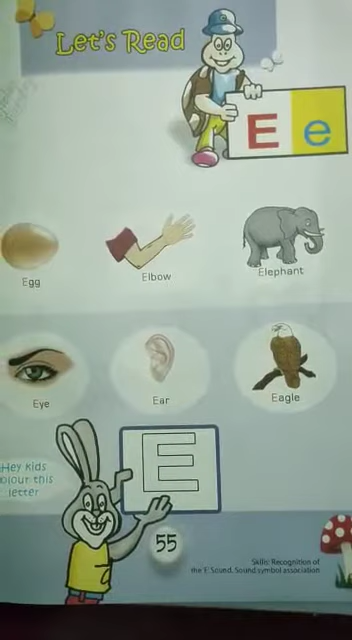 Let's Read
E e
Egg
Elbow
Elephant
Eye
Ear
Eagle
E
Hey kids
colour this
letter
55
Skills: Recognition of
the 'E' Sound. Sound symbol association